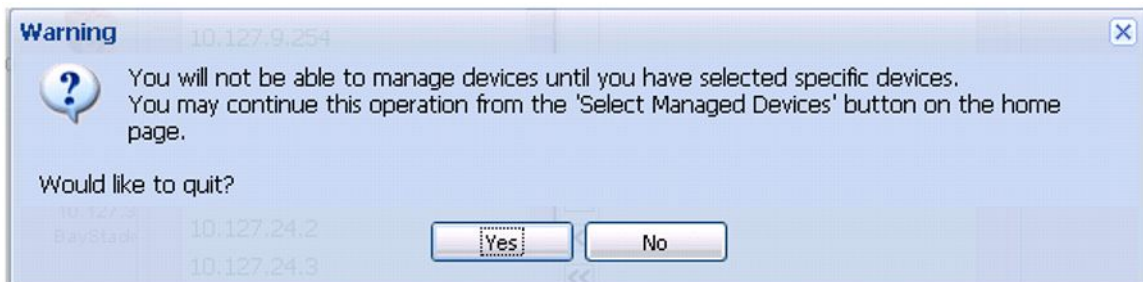 Warning
10.127.9.254
You will not be able to manage devices until you have selected specific devices.
You may continue this operation from the 'Select Managed Devices' button on the home
page.
Would like to quit?
10.127.24.2
Yes
No
10.127.24.3
<<